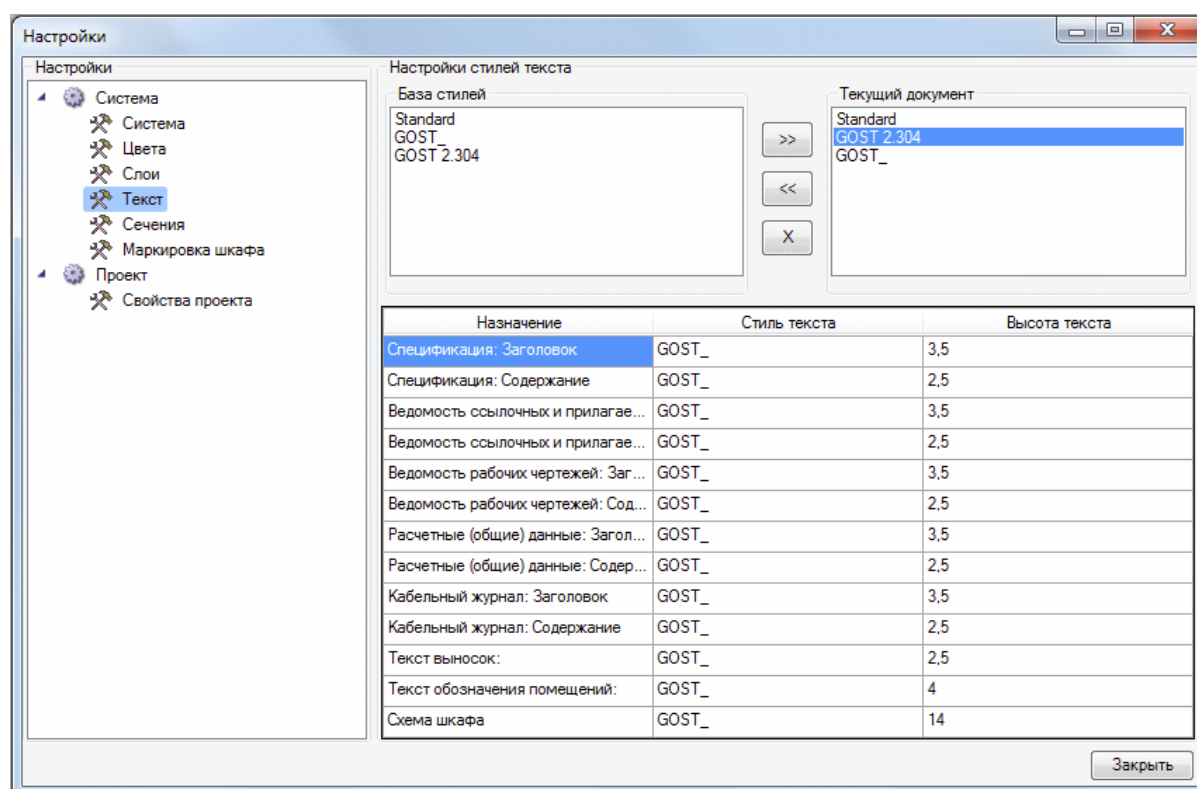 Настройки
Настройки
Система
Система
Цвета
Слои
Текст
Сечения
Маркировка шкафа
Проект
Свойства проекта
Настройки стилей текста
База стилей
Standard
GOST_
GOST 2.304
>>
<<
X
Текущий документ
Standard
GOST 2.304
GOST_
Назначение Стиль текста Высота текста
Спецификация: Заголовок GOST_ 3,5
Спецификация: Содержание GOST_ 2,5
Ведомость ссылочных и прилагае... GOST_ 3,5
Ведомость ссылочных и прилагае... GOST_ 2,5
Ведомость рабочих чертежей: Заг... GOST_ 3,5
Ведомость рабочих чертежей: Сод... GOST_ 2,5
Расчетные (общие) данные: Загол... GOST_ 3,5
Расчетные (общие) данные: Содер... GOST_ 2,5
Кабельный журнал: Заголовок GOST_ 3,5
Кабельный журнал: Содержание GOST_ 2,5
Текст выносок: GOST_ 2,5
Текст обозначения помещений: GOST_ 4
Схема шкафа GOST_ 14
Закрыть